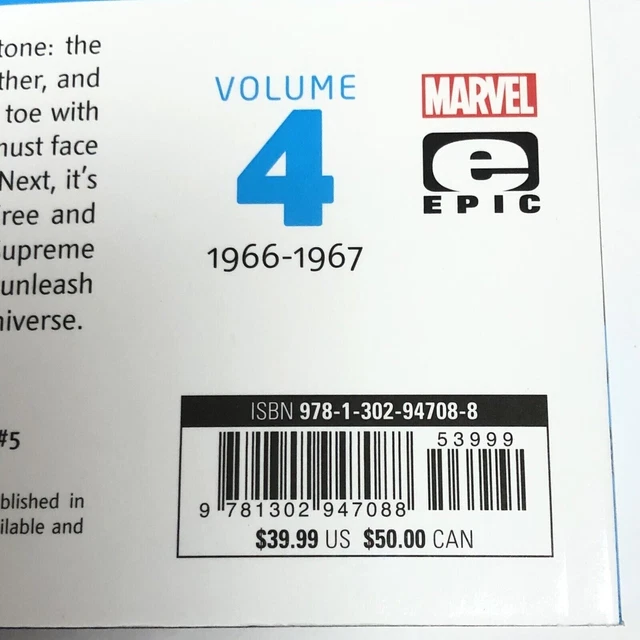 tone: the
ther, and
toe with
must face
Next, it's
ree and
Supreme
unleash
niverse.
#5
blished in
ilable and
VOLUME
4
1966-1967
MARVEL
e
EPIC
ISBN 978-1-302-94708-8
53999
9 781302 947088
$39.99 US $50.00 CAN